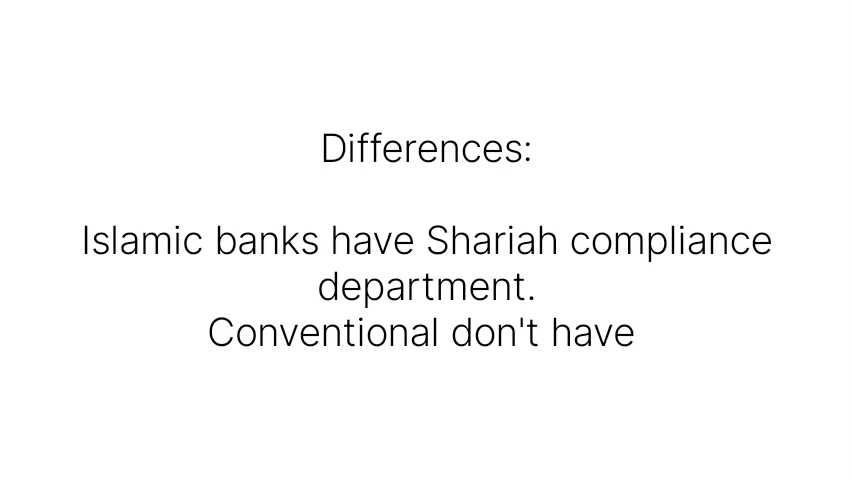 Differences:
Islamic banks have Shariah compliance
department.
Conventional don't have